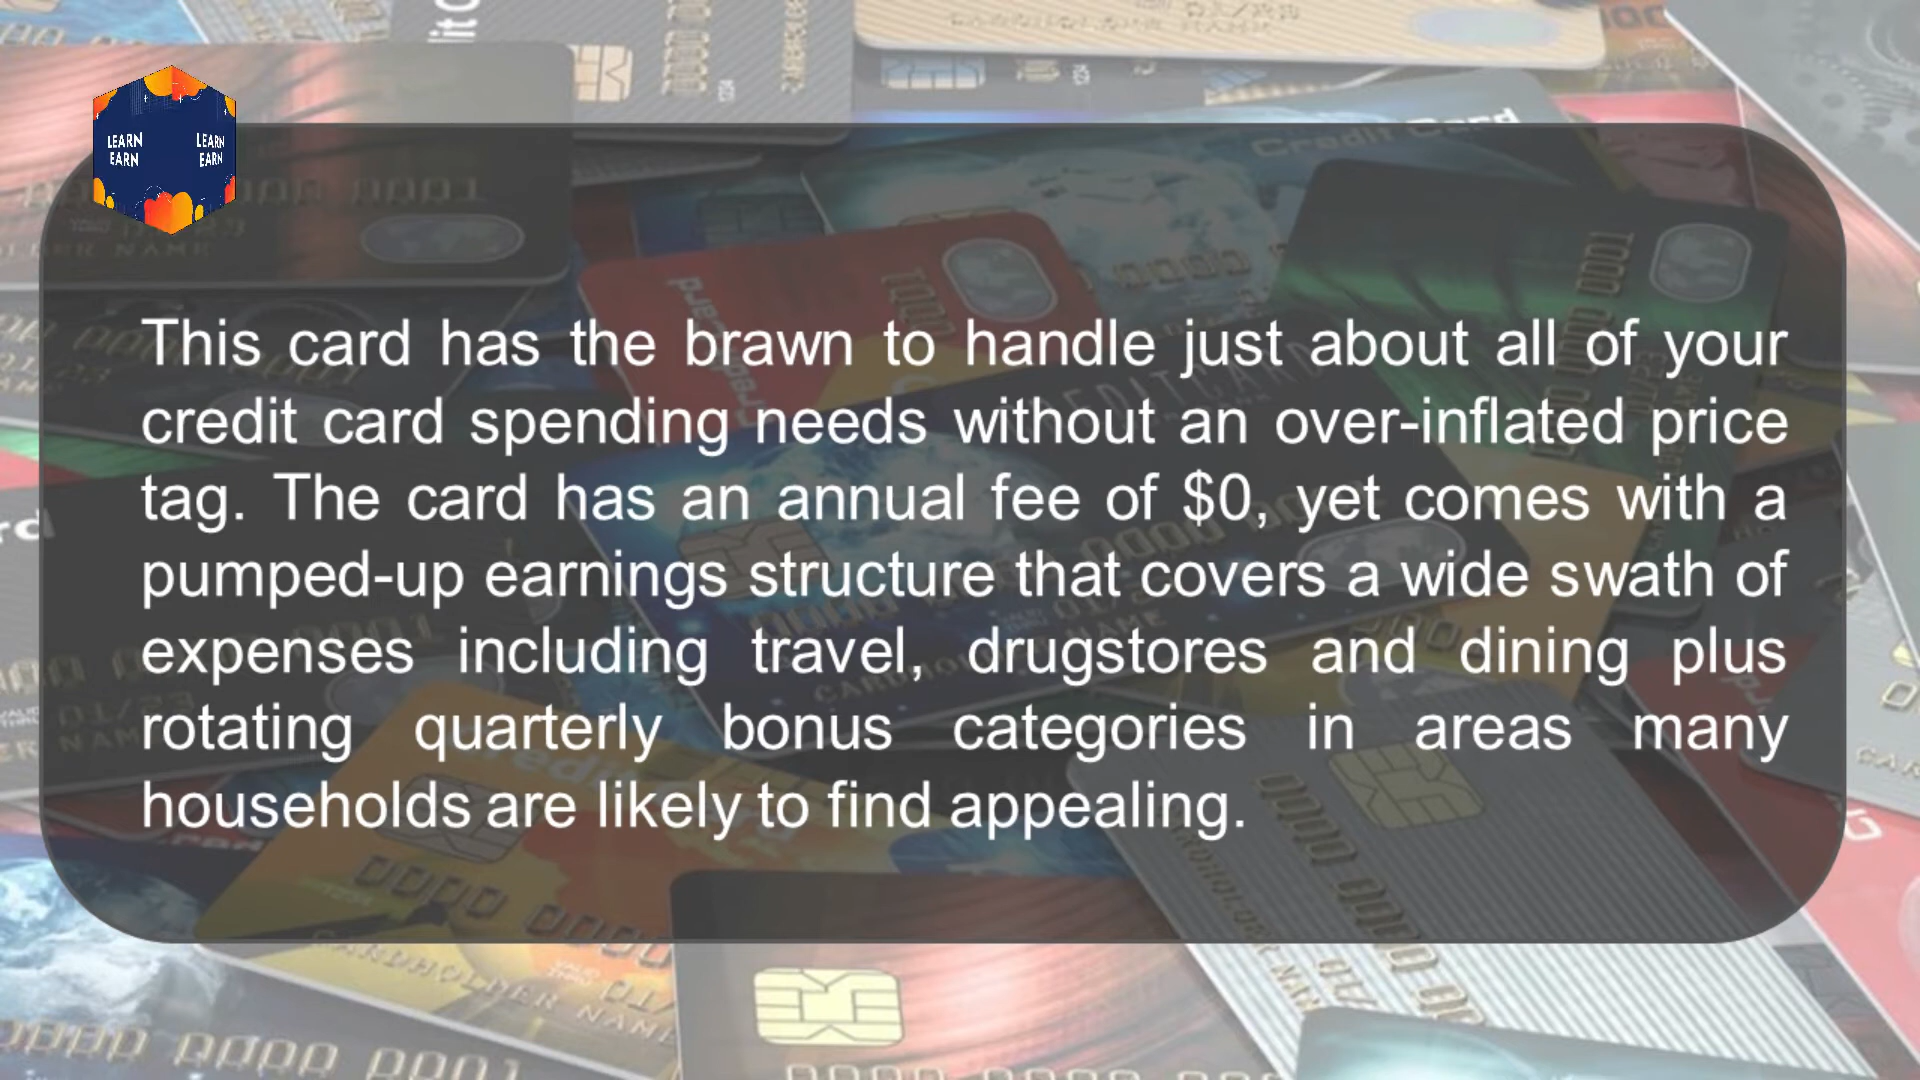 LEARN LEARN
EARN EARN
This card has the brawn to handle just about all of your
credit card spending needs without an over-inflated price
tag. The card has an annual fee of $0, yet comes with a
pumped-up earnings structure that covers a wide swath of
expenses including travel, drugstores and dining plus
rotating quarterly bonus categories in areas many
households are likely to find appealing.